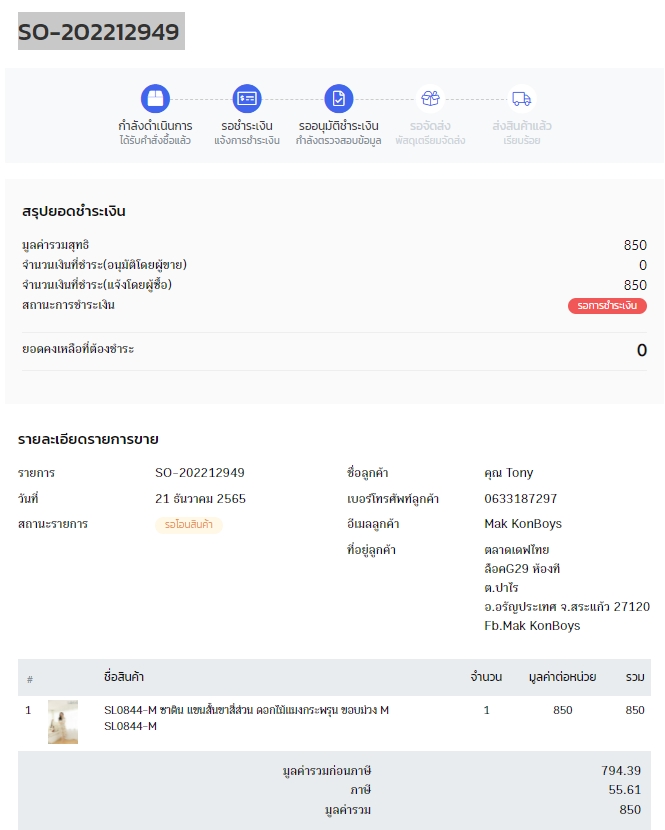 SO-202212949
กำลังดำเนินการ
ได้รับคำสั่งซื้อแล้ว
รอชำระเงิน
แจ้งการชำระเงิน
รออนุมัติชำระเงิน
กำลังตรวจสอบข้อมูล
รอจัดส่ง
พัสดุเตรียมจัดส่ง
ส่งสินค้าแล้ว
เรียบร้อย
สรุปยอดชำระเงิน
มูลค่ารวมสุทธิ 850
จำนวนเงินที่ชำระ(อนุมัติโดยผู้ขาย) 0
จำนวนเงินที่ชำระ(แจ้งโดยผู้ซื้อ) 850
สถานะการชำระเงิน รอการชำระเงิน
ยอดคงเหลือที่ต้องชำระ 0
รายละเอียดรายการขาย
รายการ SO-202212949
วันที่ 21 ธันวาคม 2565
สถานะรายการ รอโอนสินค้า
ชื่อลูกค้า คุณ Tony
เบอร์โทรศัพท์ลูกค้า 0633187297
อีเมลลูกค้า Mak KonBoys
ที่อยู่ลูกค้า ตลาดเดฟไทย
ล็อคG29 ห้องที่
ต.ป่าไร่
อ.อรัญประเทศ จ.สระแก้ว 27120
Fb.Mak KonBoys
# ชื่อสินค้า จำนวน มูลค่าต่อหน่วย รวม
1 SL0844-M ซาติน แขนสั้นขาสี่ส่วน ดอกไม้แมงกระพรุน ขอบม่วง M 1 850 850
SL0844-M
มูลค่ารวมก่อนภาษี 794.39
ภาษี 55.61
มูลค่ารวม 850